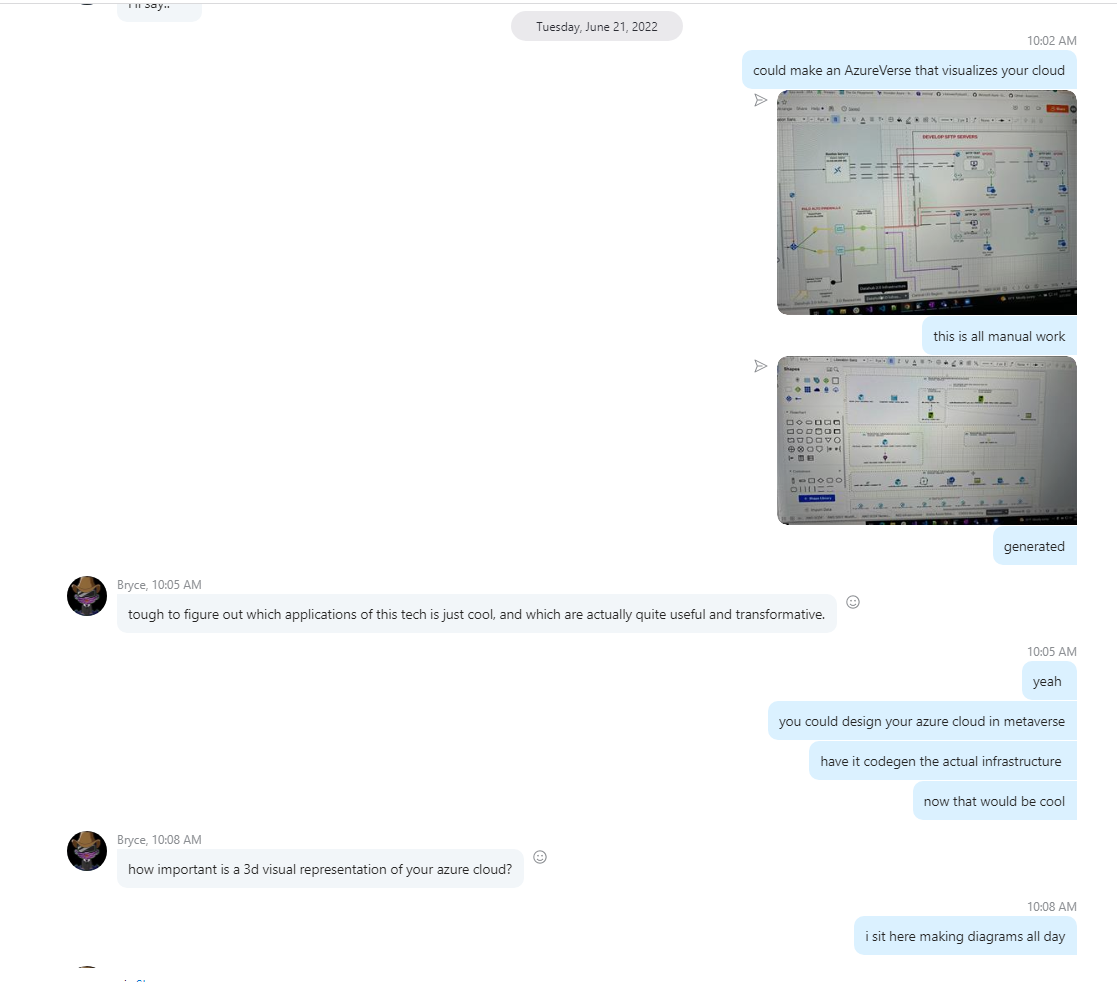 I'll say..
Tuesday, June 21, 2022
10:02 AM
could make an AzureVerse that visualizes your cloud
DEVELOP SFTP SERVERS
this is all manual work
Shapes
generated
Bryce, 10:05 AM
tough to figure out which applications of this tech is just cool, and which are actually quite useful and transformative.
10:05 AM
yeah
you could design your azure cloud in metaverse
have it codegen the actual infrastructure
now that would be cool
Bryce, 10:08 AM
how important is a 3d visual representation of your azure cloud?
10:08 AM
i sit here making diagrams all day